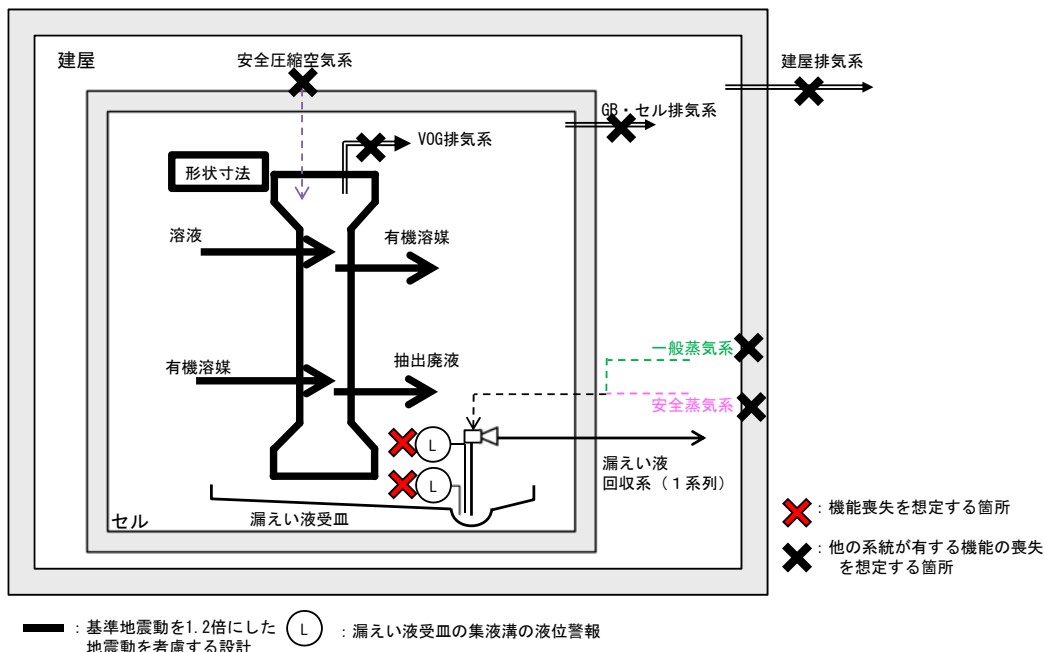 建屋
安全圧縮空気系
建屋排気系
GB・セル排気系
VOG排気系
形状寸法
溶液
有機溶媒
有機溶媒
抽出廃液
一般蒸気系
安全蒸気系
L
L
漏えい液
回収系（１系列）
漏えい液受皿
セル
：機能喪失を想定する箇所
：他の系統が有する機能の喪失
を想定する箇所
：基準地震動を1.2倍にした
地震動を考慮する設計
L
：漏えい液受皿の集液溝の液位警報